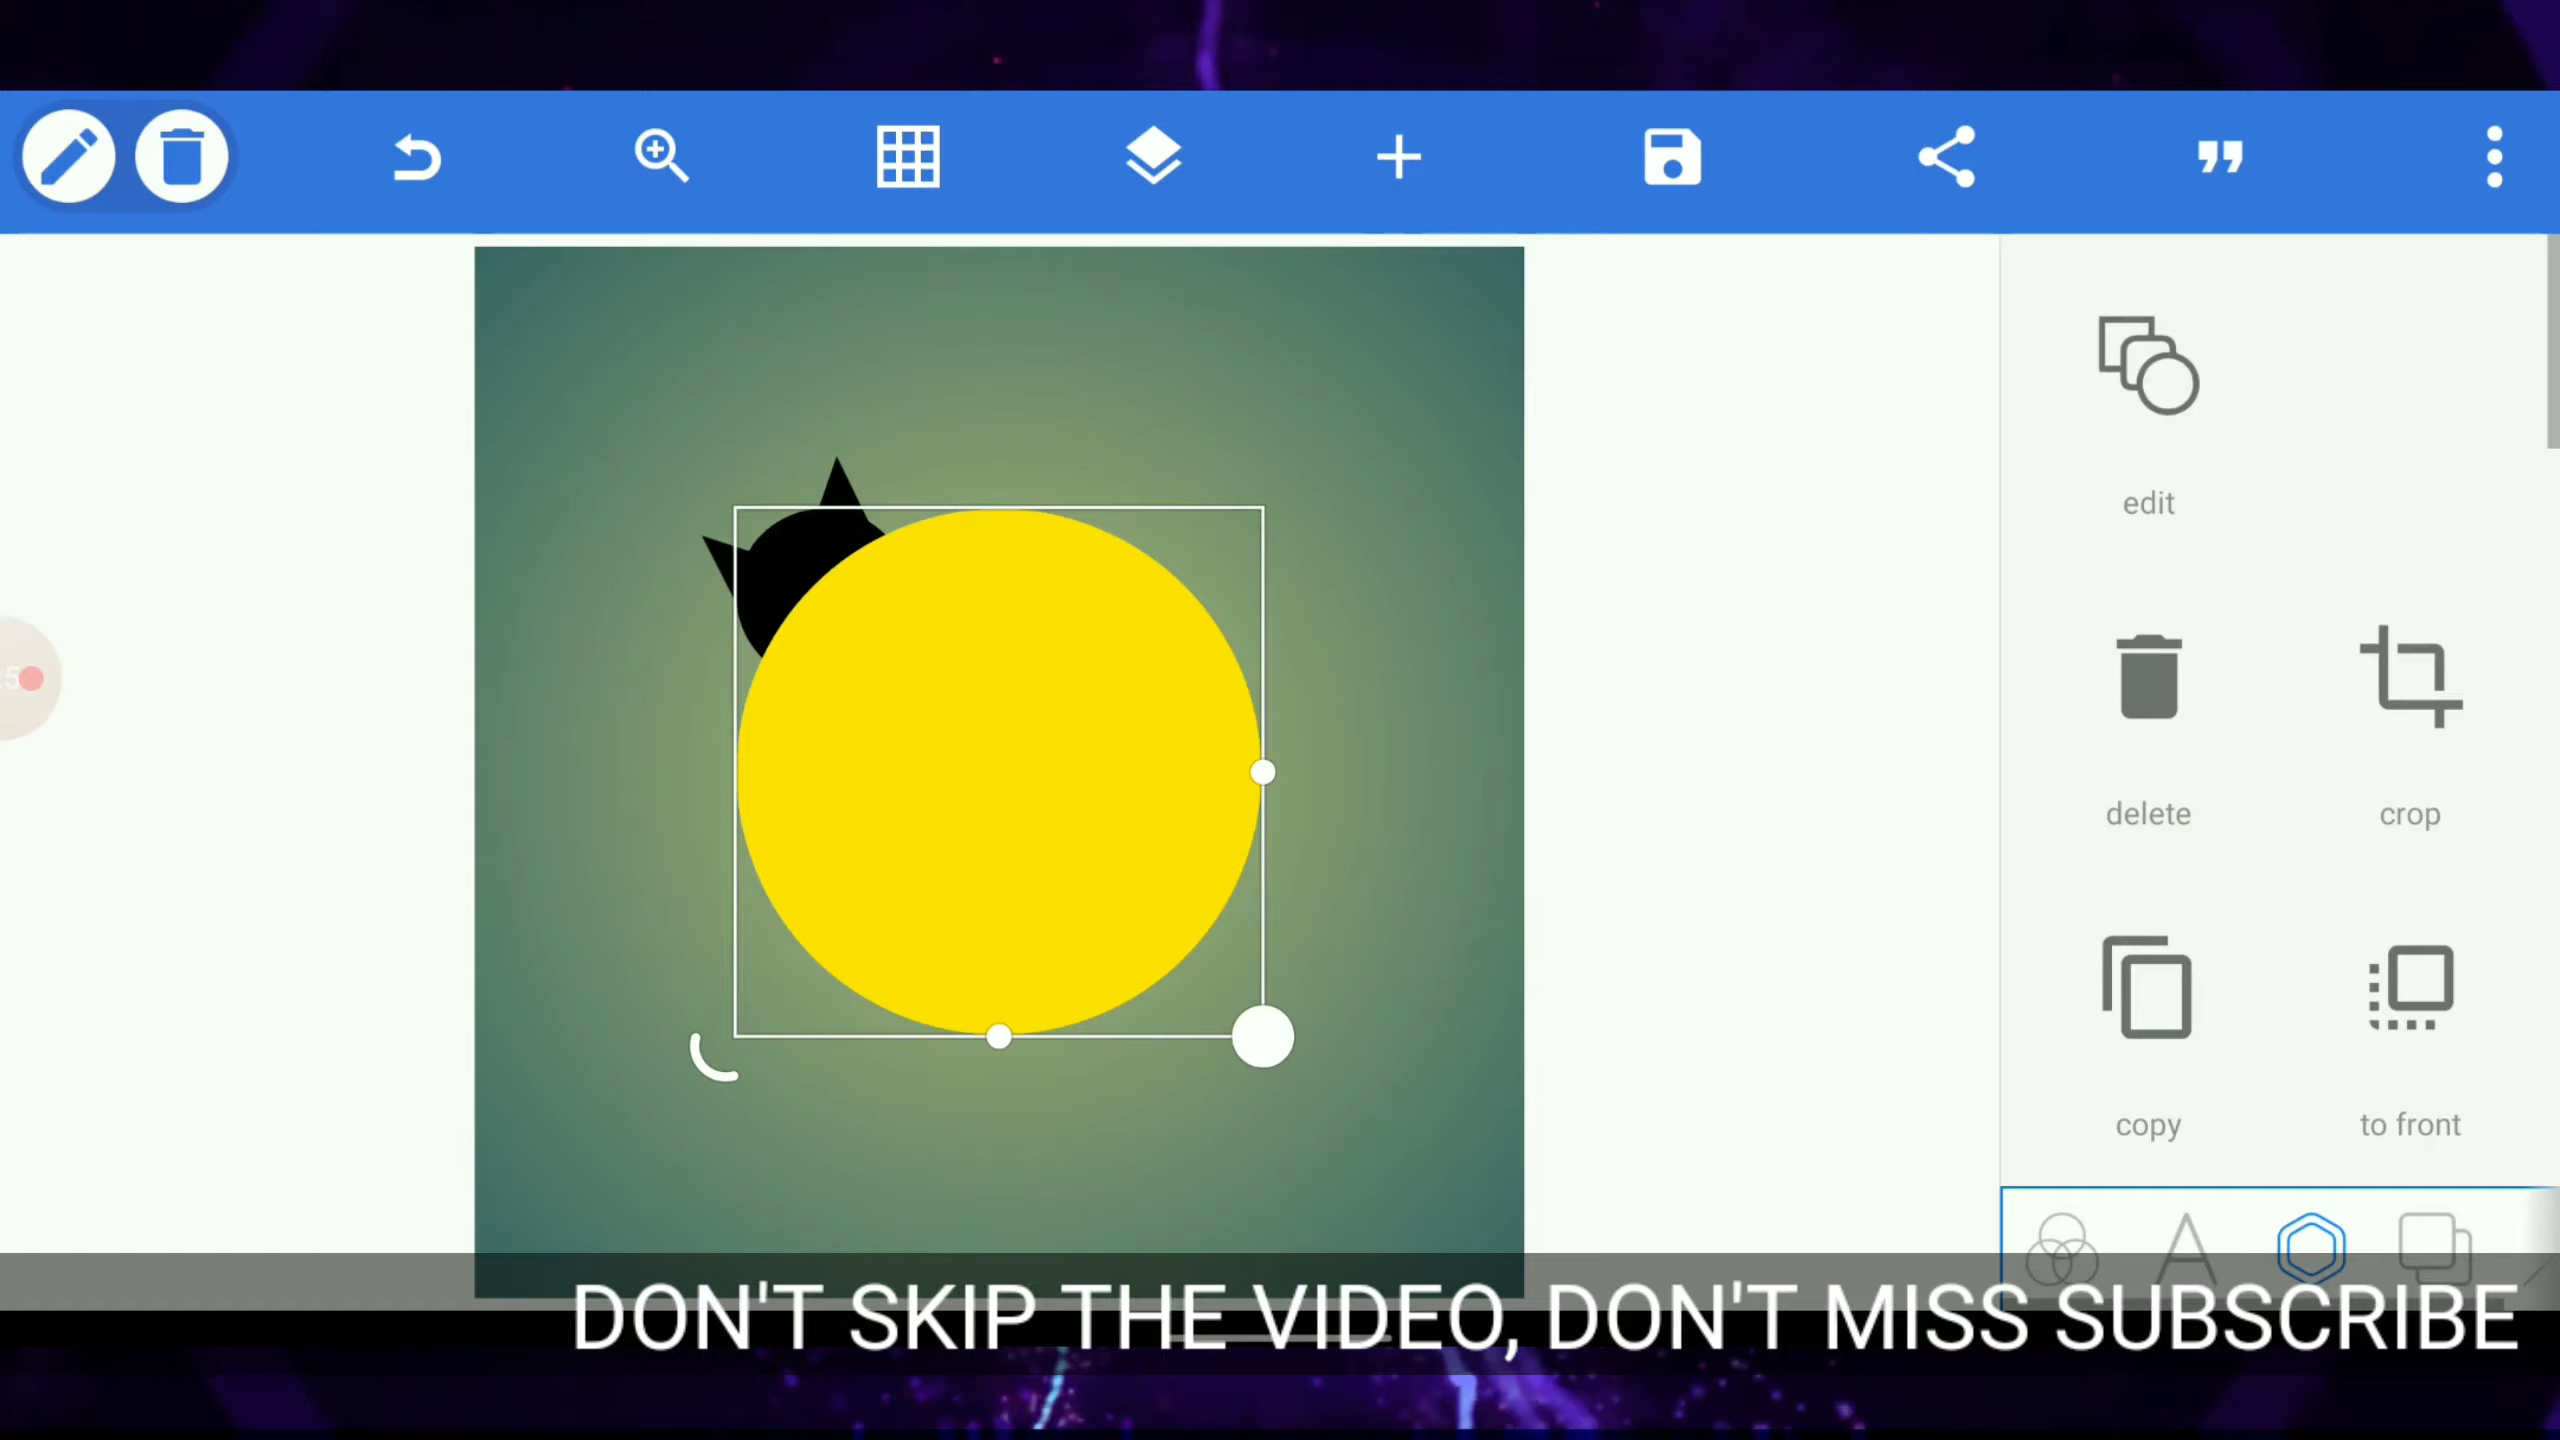 edit
delete
crop
copy
to front
DON'T SKIP THE VIDEO, DON'T MISS SUBSCRIBE